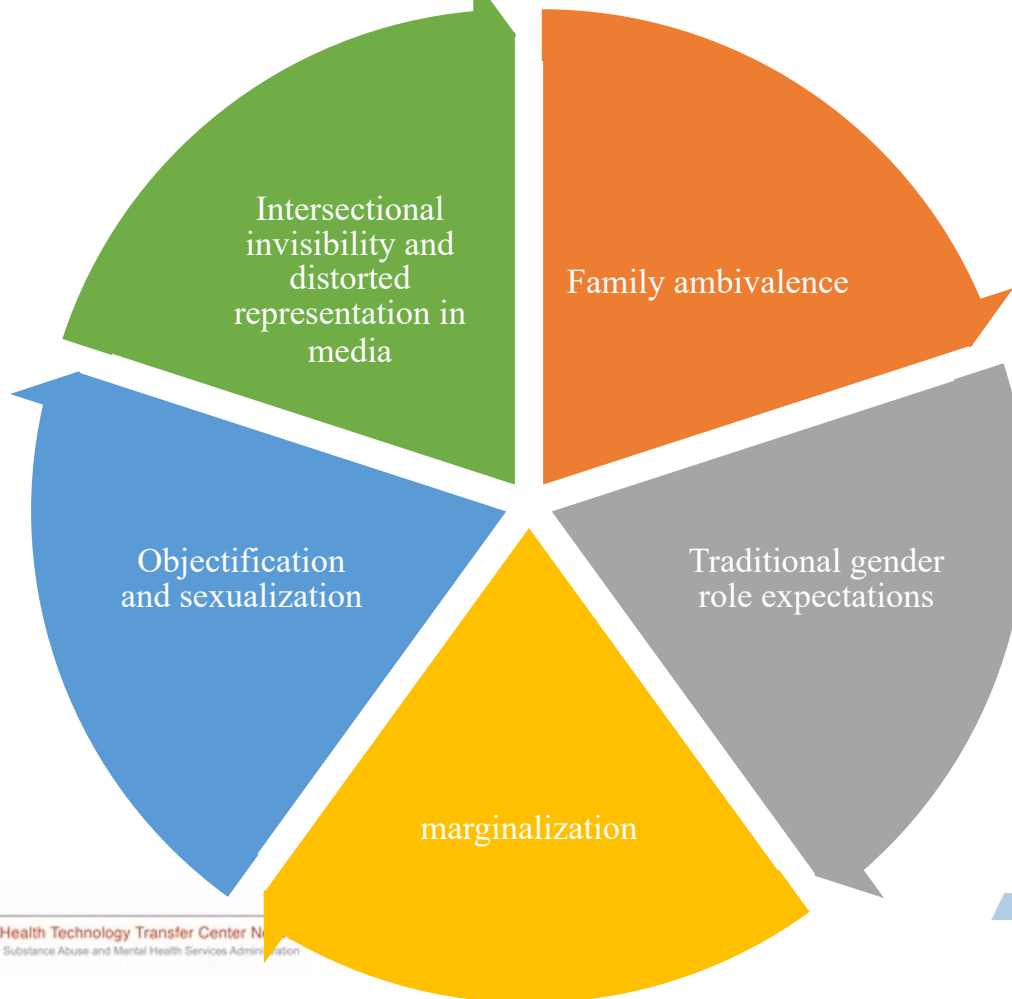 Intersectional
invisibility and
distorted
representation in
media
Family ambivalence
Objectification
and sexualization
Traditional gender
role expectations
marginalization
Health Technology Transfer Center
Substance Abuse and Mental Health Services Administration